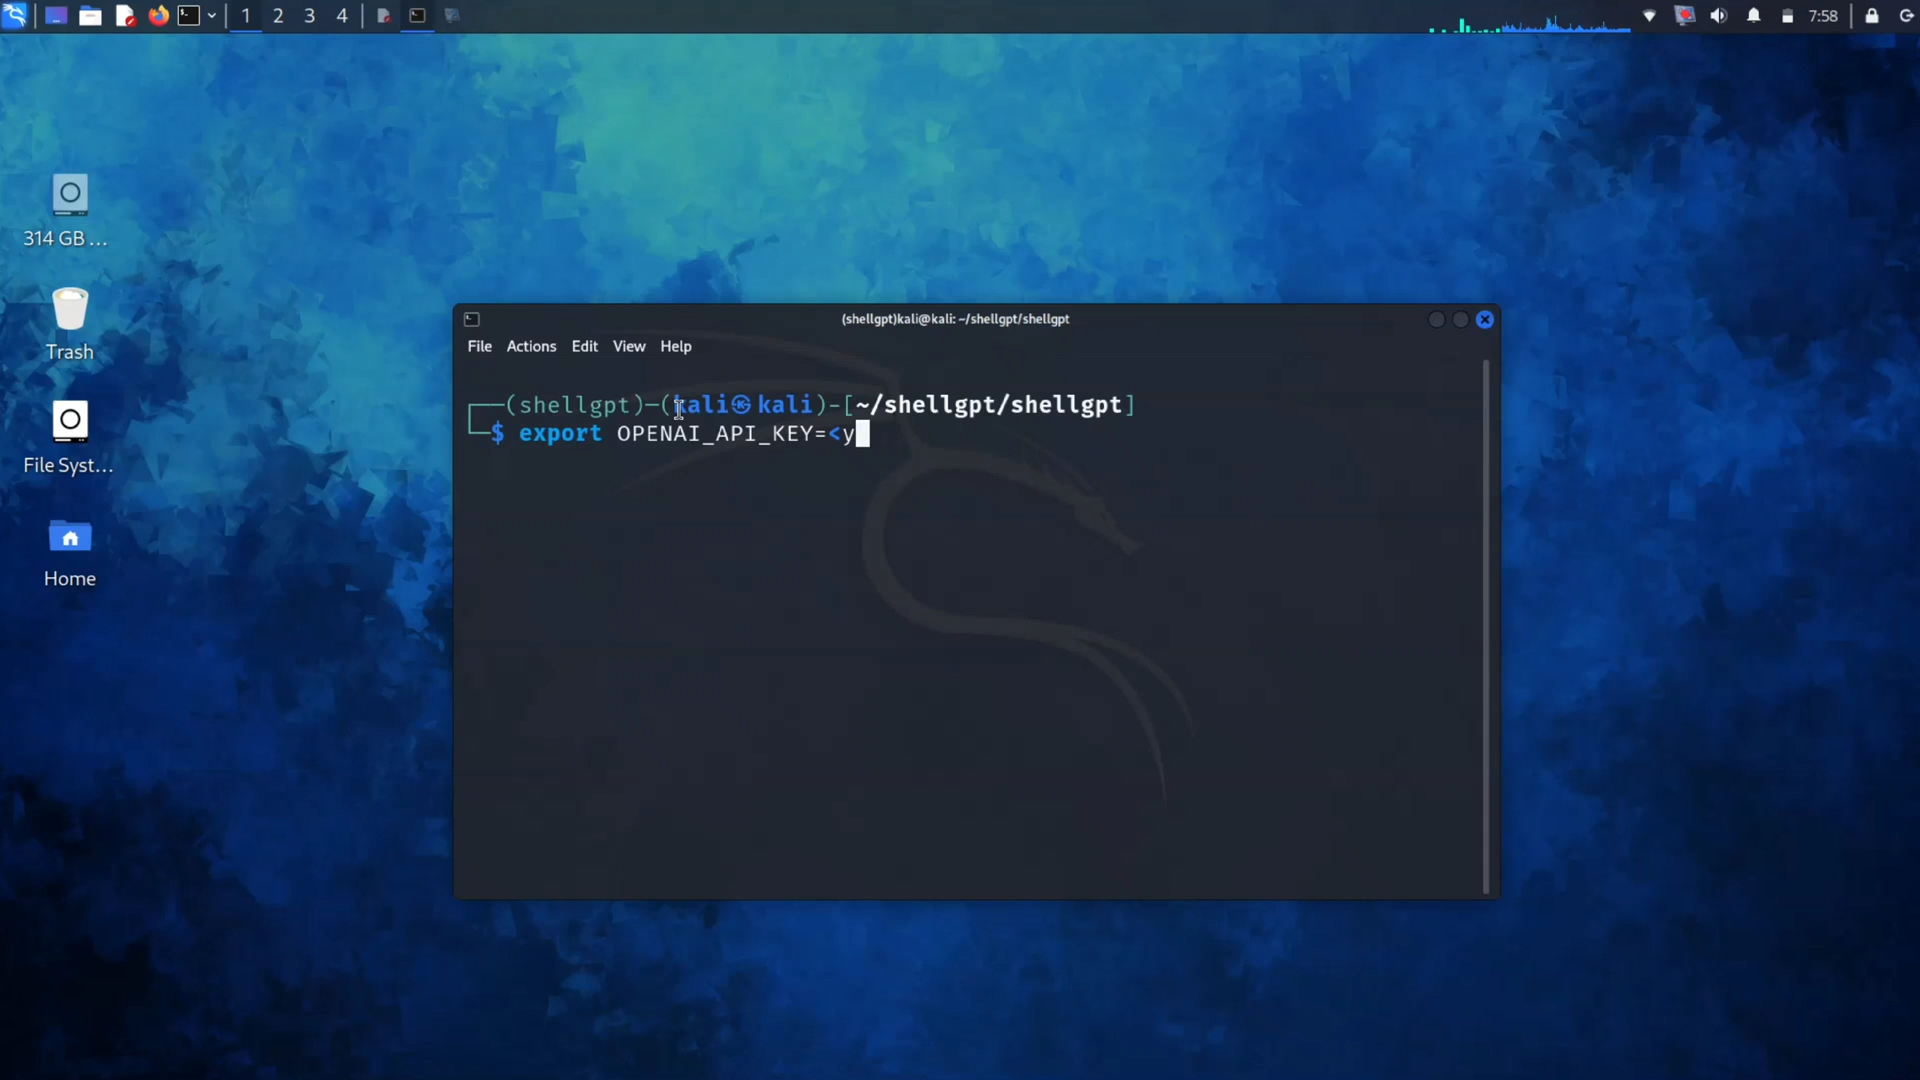 1 2 3 4
7:58
314 GB ...
Trash
File Syst...
Home
(shellgpt)kali@kali: ~/shellgpt/shellgpt
File Actions Edit View Help
┌──(shellgpt)─(kali㉿kali)-[~/shellgpt/shellgpt]
└─$ export OPENAI_API_KEY=<y